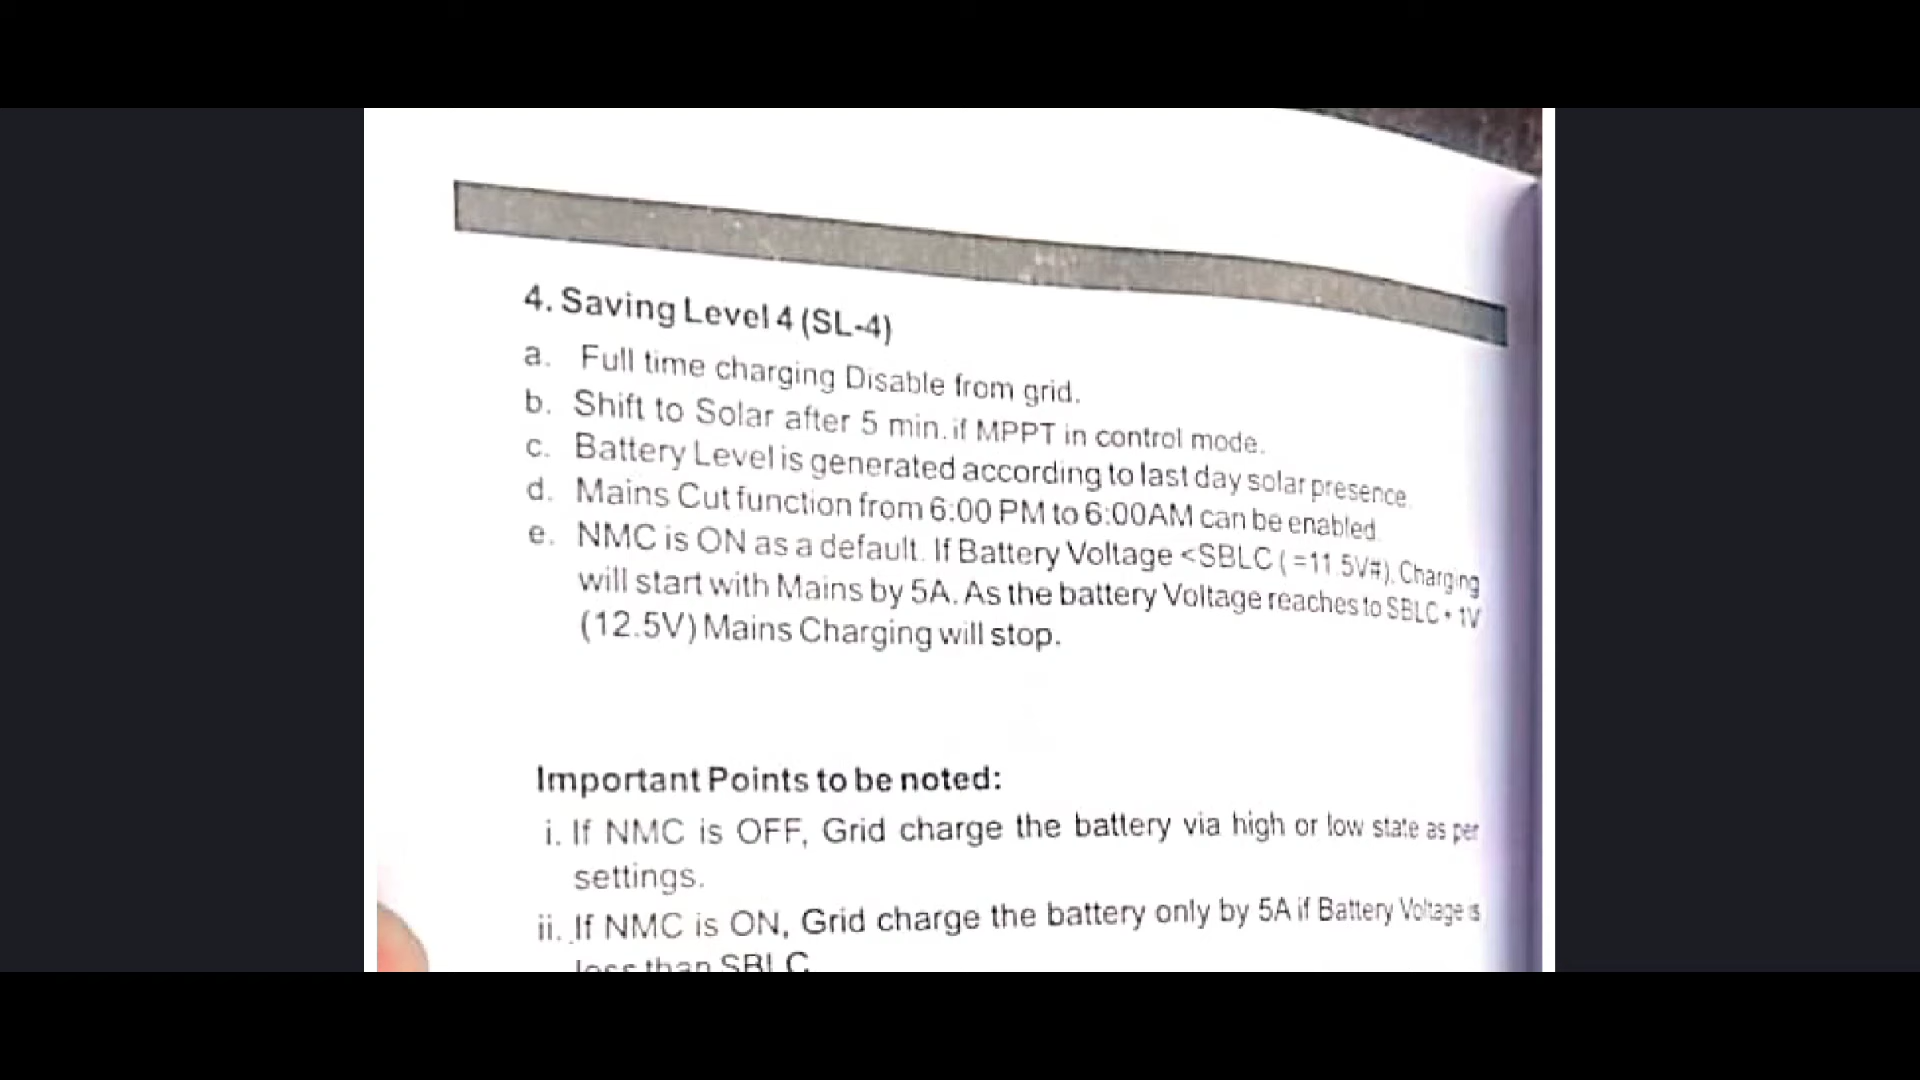 4. Saving Level 4 (SL-4)
a. Full time charging Disable from grid.
b. Shift to Solar after 5 min. if MPPT in control mode.
c. Battery Level is generated according to last day solar presence.
d. Mains Cut function from 6:00 PM to 6:00AM can be enabled.
e. NMC is ON as a default. If Battery Voltage <SBLC ( =11.5V#). Charging
will start with Mains by 5A. As the battery Voltage reaches to SBLC + 1V
(12.5V) Mains Charging will stop.
Important Points to be noted:
i. If NMC is OFF, Grid charge the battery via high or low state as per
settings.
ii. If NMC is ON, Grid charge the battery only by 5A if Battery Voltage is
less than SBLC